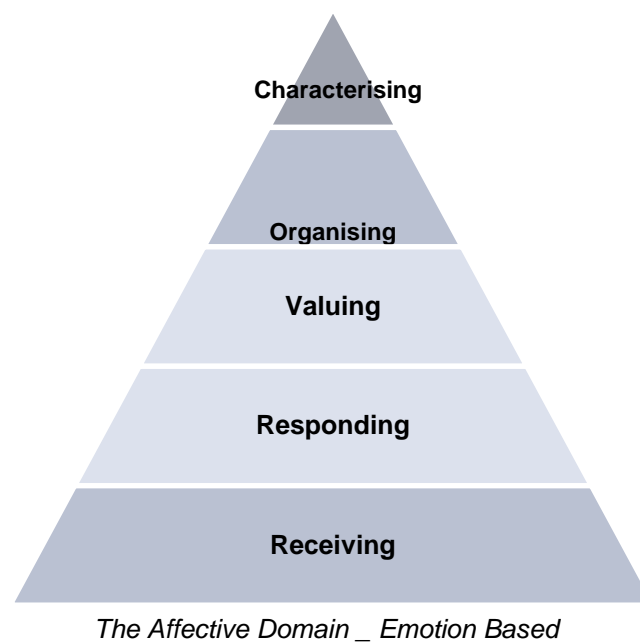 Characterising
Organising
Valuing
Responding
Receiving
The Affective Domain _ Emotion Based